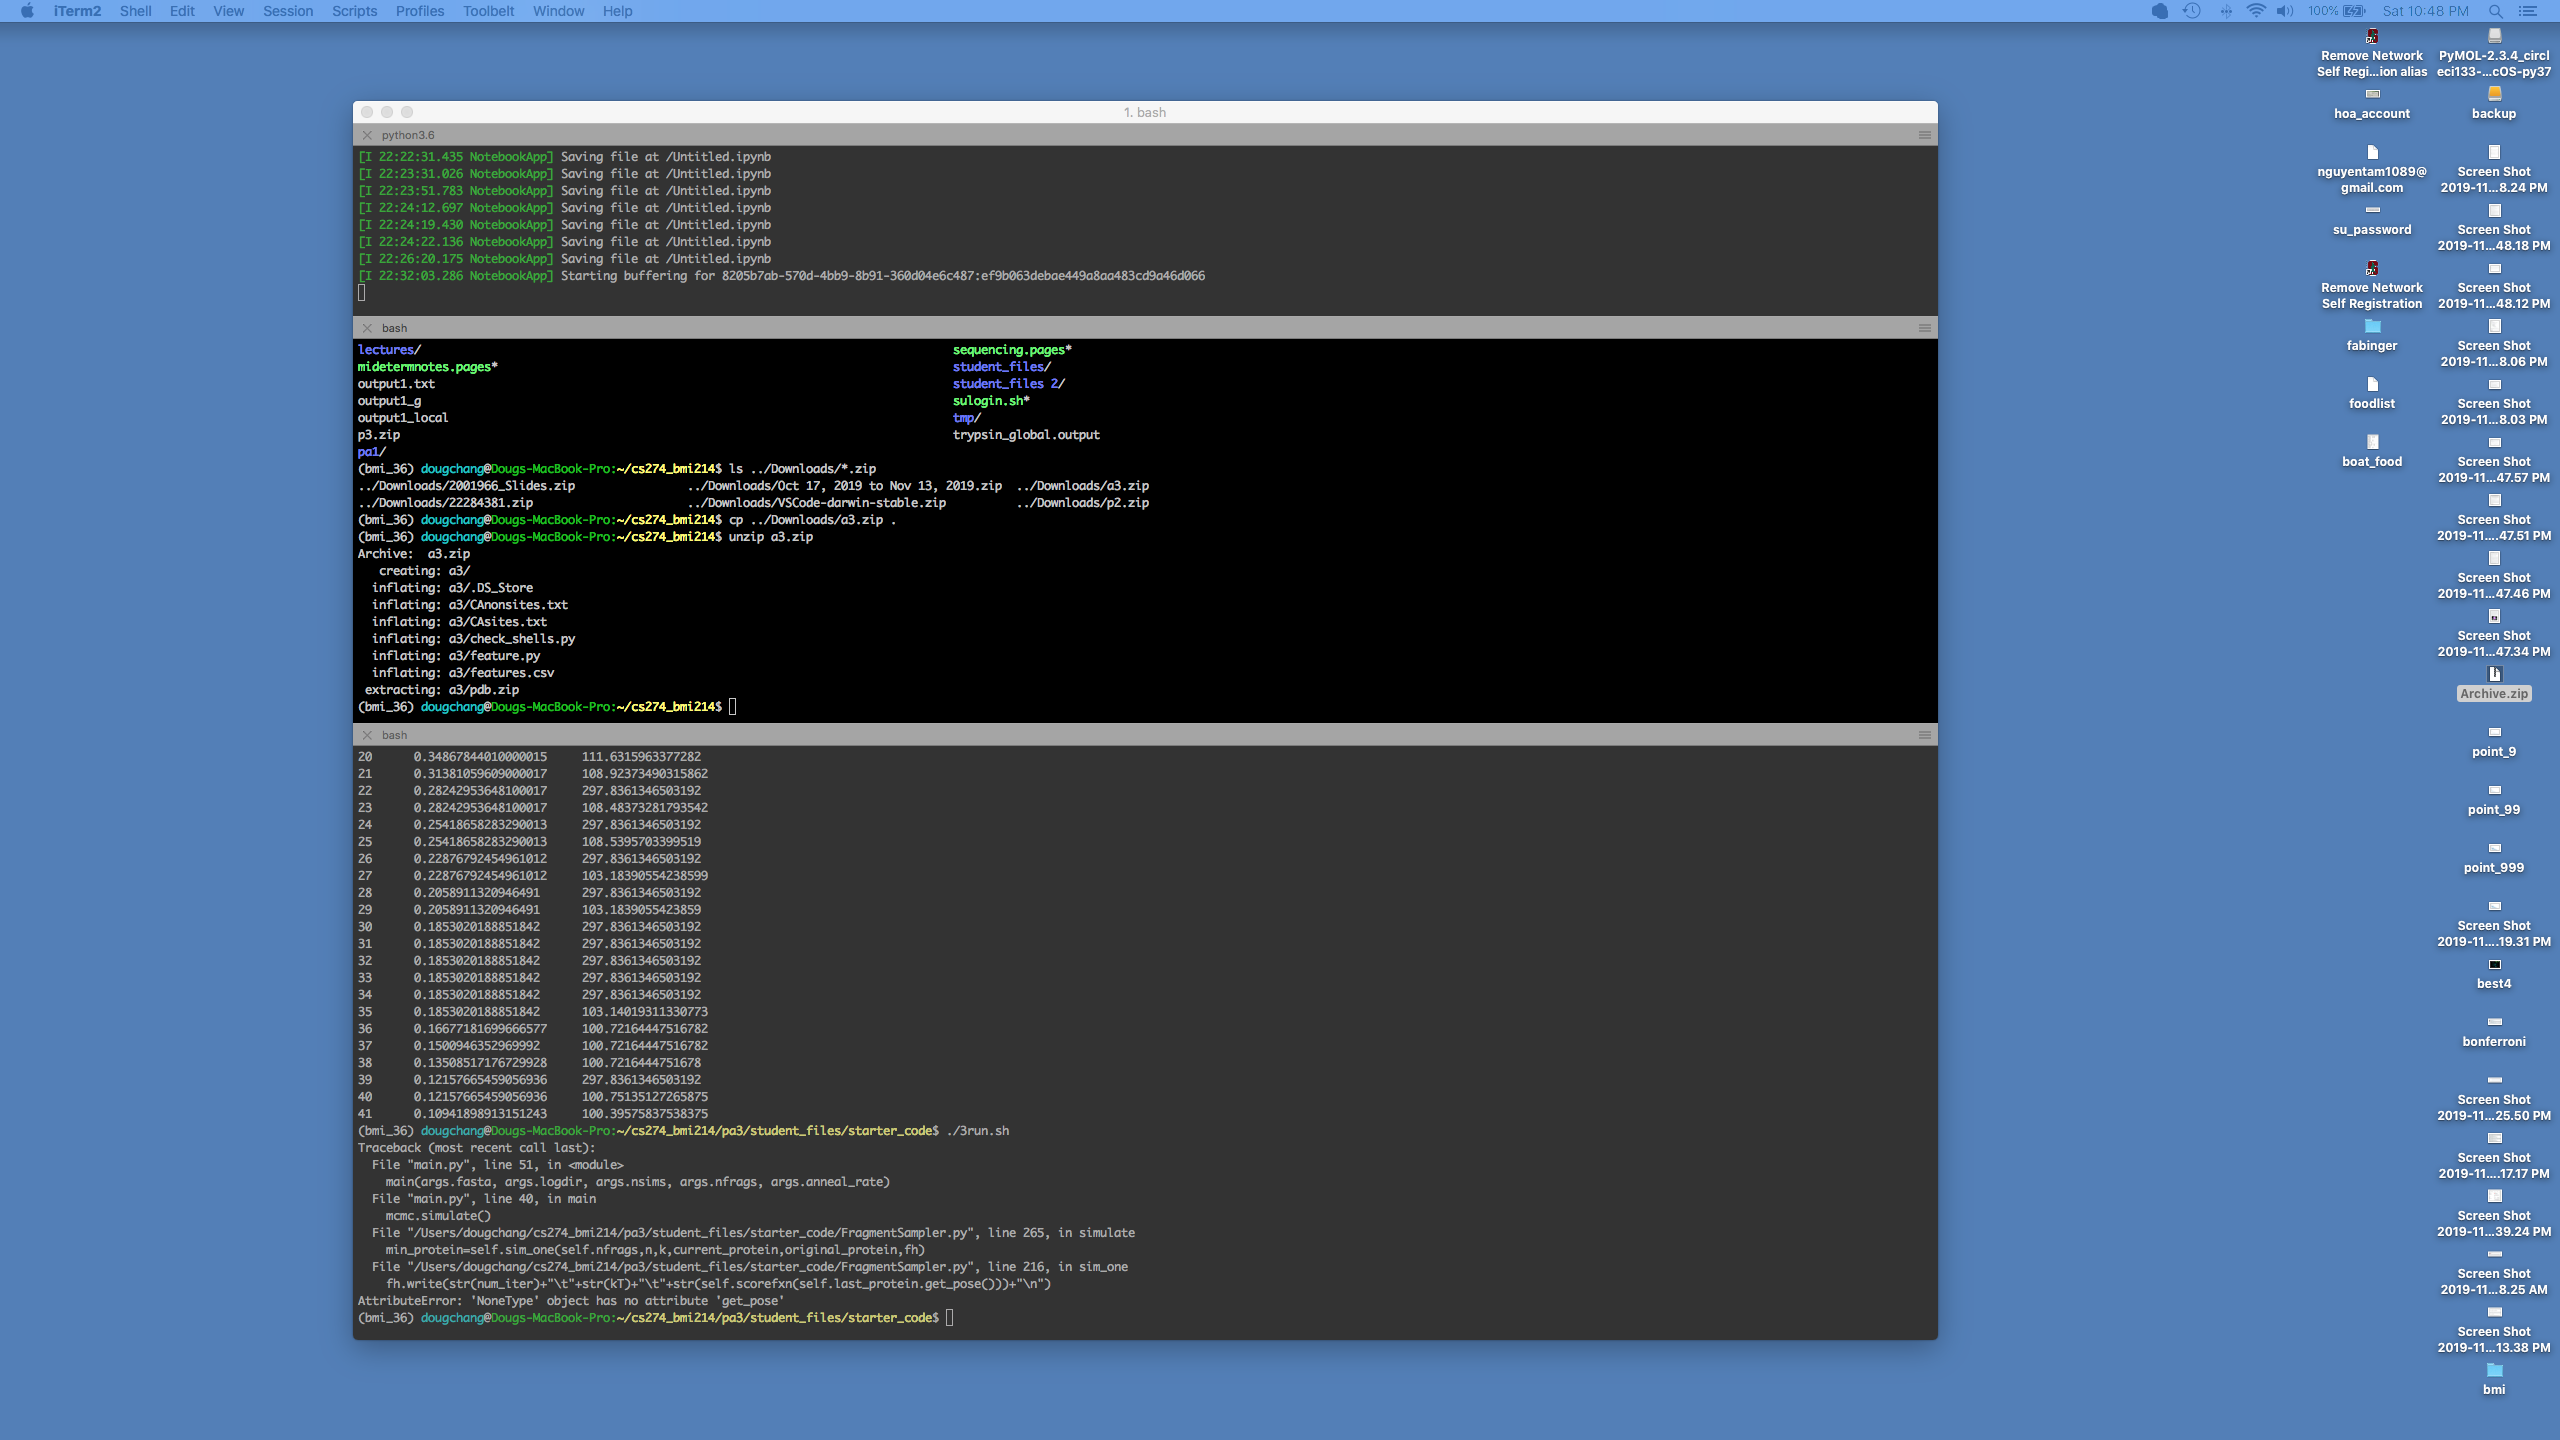 iTerm2 Shell Edit View Session Scripts Profiles Toolbelt Window Help 100% Sat 10:48 PM
1. bash
python3.6
[I 22:22:31.435 NotebookApp] Saving file at /Untitled.ipynb
[I 22:23:31.026 NotebookApp] Saving file at /Untitled.ipynb
[I 22:23:51.783 NotebookApp] Saving file at /Untitled.ipynb
[I 22:24:12.697 NotebookApp] Saving file at /Untitled.ipynb
[I 22:24:19.430 NotebookApp] Saving file at /Untitled.ipynb
[I 22:24:22.136 NotebookApp] Saving file at /Untitled.ipynb
[I 22:26:20.175 NotebookApp] Saving file at /Untitled.ipynb
[I 22:32:03.286 NotebookApp] Starting buffering for 8205b7ab-570d-4bb9-8b91-360d04e6c487:ef9b063debae449a8aa483cd9a46d066
bash
lectures/ sequencing.pages*
midetermnotes.pages* student_files/
output1.txt student_files 2/
output1_g sulogin.sh*
output1_local tmp/
p3.zip trypsin_global.output
pa1/
(bmi_36) dougchang@Dougs-MacBook-Pro:~/cs274_bmi214$ ls ../Downloads/*.zip
../Downloads/2001966_Slides.zip ../Downloads/Oct 17, 2019 to Nov 13, 2019.zip ../Downloads/a3.zip
../Downloads/22284381.zip ../Downloads/VSCode-darwin-stable.zip ../Downloads/p2.zip
(bmi_36) dougchang@Dougs-MacBook-Pro:~/cs274_bmi214$ cp ../Downloads/a3.zip .
(bmi_36) dougchang@Dougs-MacBook-Pro:~/cs274_bmi214$ unzip a3.zip
Archive:  a3.zip
creating: a3/
inflating: a3/.DS_Store
inflating: a3/CAnonsites.txt
inflating: a3/CAsites.txt
inflating: a3/check_shells.py
inflating: a3/feature.py
inflating: a3/features.csv
extracting: a3/pdb.zip
(bmi_36) dougchang@Dougs-MacBook-Pro:~/cs274_bmi214$
bash
20 0.34867844010000015 111.6315963377282
21 0.31381059609000017 108.92373490315862
22 0.28242953648100017 297.8361346503192
23 0.28242953648100017 108.48373281793542
24 0.25418658283290013 297.8361346503192
25 0.25418658283290013 108.5395703399519
26 0.22876792454961012 297.8361346503192
27 0.22876792454961012 103.18390554238599
28 0.2058911320946491 297.8361346503192
29 0.2058911320946491 103.1839055423859
30 0.1853020188851842 297.8361346503192
31 0.1853020188851842 297.8361346503192
32 0.1853020188851842 297.8361346503192
33 0.1853020188851842 297.8361346503192
34 0.1853020188851842 297.8361346503192
35 0.1853020188851842 103.14019311330773
36 0.16677181699666577 100.72164447516782
37 0.1500946352969992 100.72164447516782
38 0.13508517176729928 100.7216444751678
39 0.12157665459056936 297.8361346503192
40 0.12157665459056936 100.75135127265875
41 0.10941898913151243 100.39575837538375
(bmi_36) dougchang@Dougs-MacBook-Pro:~/cs274_bmi214/pa3/student_files/starter_code$ ./3run.sh
Traceback (most recent call last):
File "main.py", line 51, in <module>
main(args.fasta, args.logdir, args.nsims, args.nfrags, args.anneal_rate)
File "main.py", line 40, in main
mcmc.simulate()
File "/Users/dougchang/cs274_bmi214/pa3/student_files/starter_code/FragmentSampler.py", line 265, in simulate
min_protein=self.sim_one(self.nfrags,n,k,current_protein,original_protein,fh)
File "/Users/dougchang/cs274_bmi214/pa3/student_files/starter_code/FragmentSampler.py", line 216, in sim_one
fh.write(str(num_iter)+"\t"+str(kT)+"\t"+str(self.scorefxn(self.last_protein.get_pose()))+"\n")
AttributeError: 'NoneType' object has no attribute 'get_pose'
(bmi_36) dougchang@Dougs-MacBook-Pro:~/cs274_bmi214/pa3/student_files/starter_code$
Remove Network
Self Regi...ion alias
hoa_account
nguyentam1089@
gmail.com
su_password
Remove Network
Self Registration
fabinger
foodlist
boat_food
PyMOL-2.3.4_circl
eci133-...cOS-py37
backup
Screen Shot
2019-11...8.24 PM
Screen Shot
2019-11...48.18 PM
Screen Shot
2019-11...48.12 PM
Screen Shot
2019-11...8.06 PM
Screen Shot
2019-11...8.03 PM
Screen Shot
2019-11...47.57 PM
Screen Shot
2019-11....47.51 PM
Screen Shot
2019-11...47.46 PM
Screen Shot
2019-11...47.34 PM
Archive.zip
point_9
point_99
point_999
Screen Shot
2019-11....19.31 PM
best4
bonferroni
Screen Shot
2019-11...25.50 PM
Screen Shot
2019-11....17.17 PM
Screen Shot
2019-11...39.24 PM
Screen Shot
2019-11...8.25 AM
Screen Shot
2019-11...13.38 PM
bmi